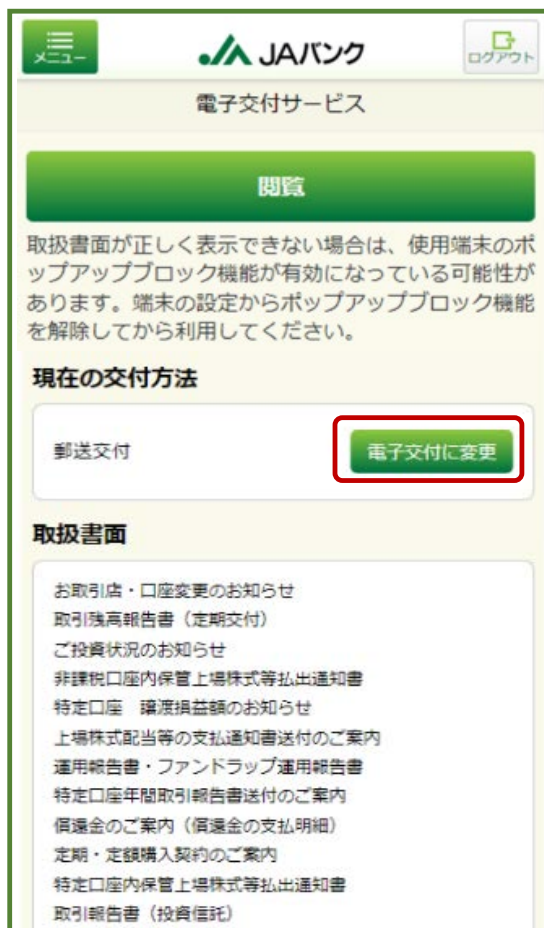 メニュー
JAバンク
ログアウト
電子交付サービス
閲覧
取扱書面が正しく表示できない場合は、使用端末のポ
ップアップブロック機能が有効になっている可能性が
あります。端末の設定からポップアップブロック機能
を解除してから利用してください。
現在の交付方法
郵送交付
電子交付に変更
取扱書面
お取引店・口座変更のお知らせ
取引残高報告書（定期交付）
ご投資状況のお知らせ
非課税口座内保管上場株式等払出通知書
特定口座　譲渡損益額のお知らせ
上場株式配当等の支払通知書送付のご案内
運用報告書・ファンドラップ運用報告書
特定口座年間取引報告書送付のご案内
償還金のご案内（償還金の支払明細）
定期・定額購入契約のご案内
特定口座内保管上場株式等払出通知書
取引報告書（投資信託）